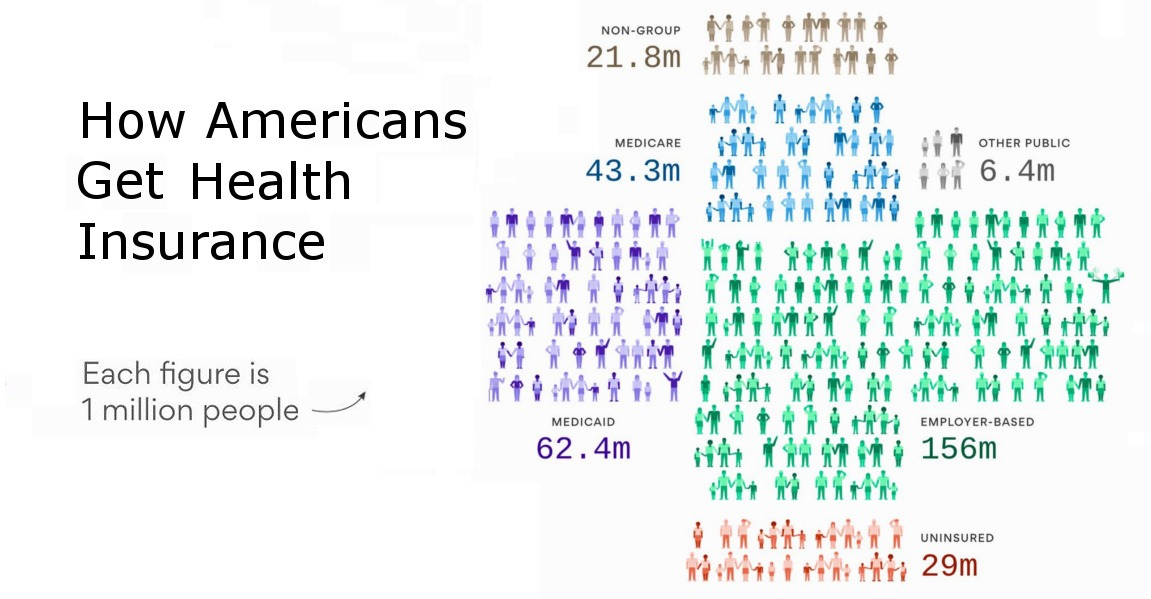 How Americans
Get Health
Insurance
Each figure is
1 million people
NON-GROUP
21.8m
MEDICARE
43.3m
OTHER PUBLIC
6.4m
MEDICAID
62.4m
EMPLOYER-BASED
156m
UNINSURED
29m